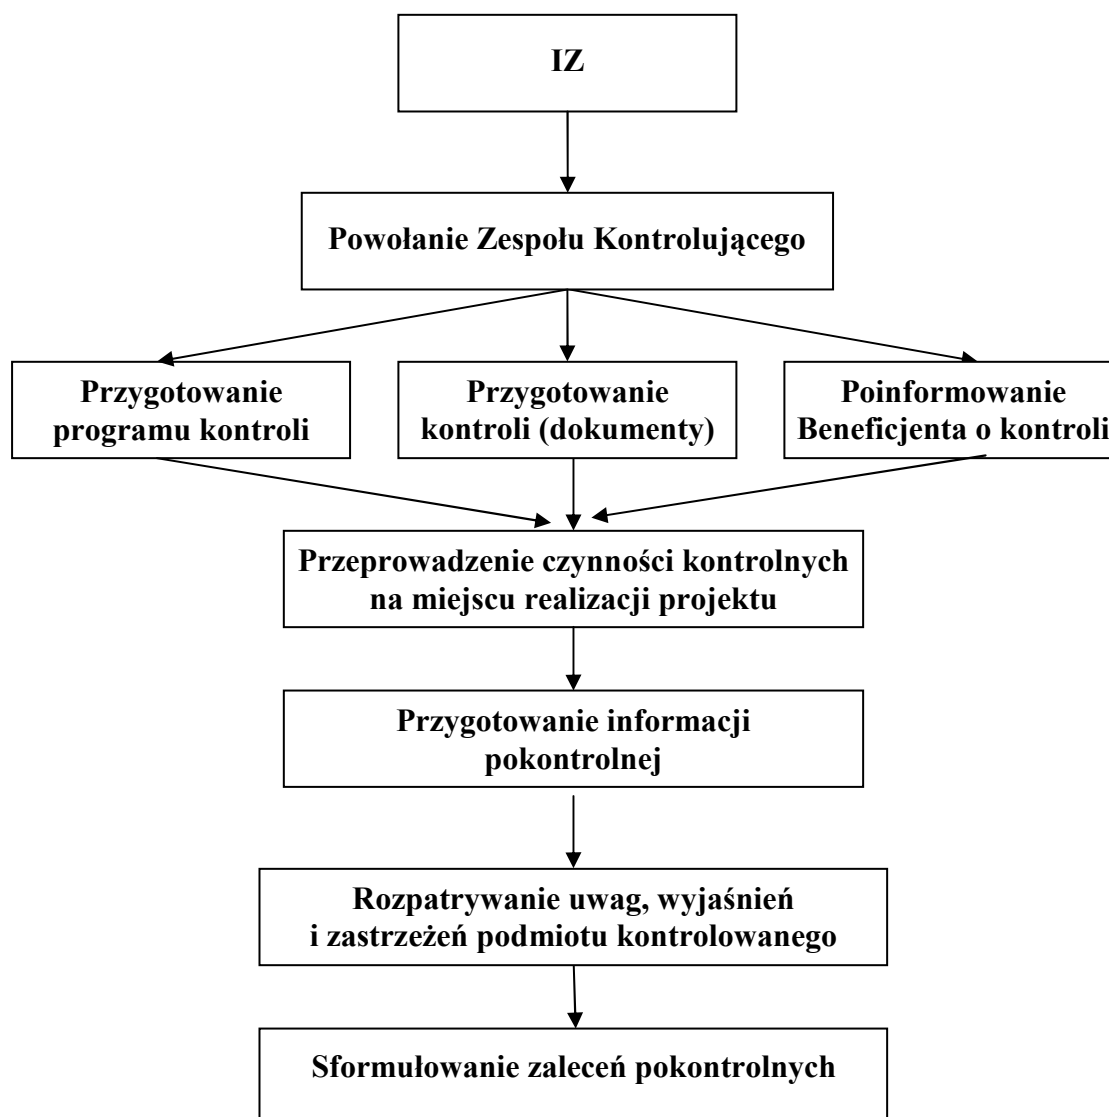 IZ
Powołanie Zespołu Kontrolującego
Przygotowanie
programu kontroli
Przygotowanie
kontroli (dokumenty)
Poinformowanie
Beneficjenta o kontroli
Przeprowadzenie czynności kontrolnych
na miejscu realizacji projektu
Przygotowanie informacji
pokontrolnej
Rozpatrywanie uwag, wyjaśnień
i zastrzeżeń podmiotu kontrolowanego
Sformułowanie zaleceń pokontrolnych